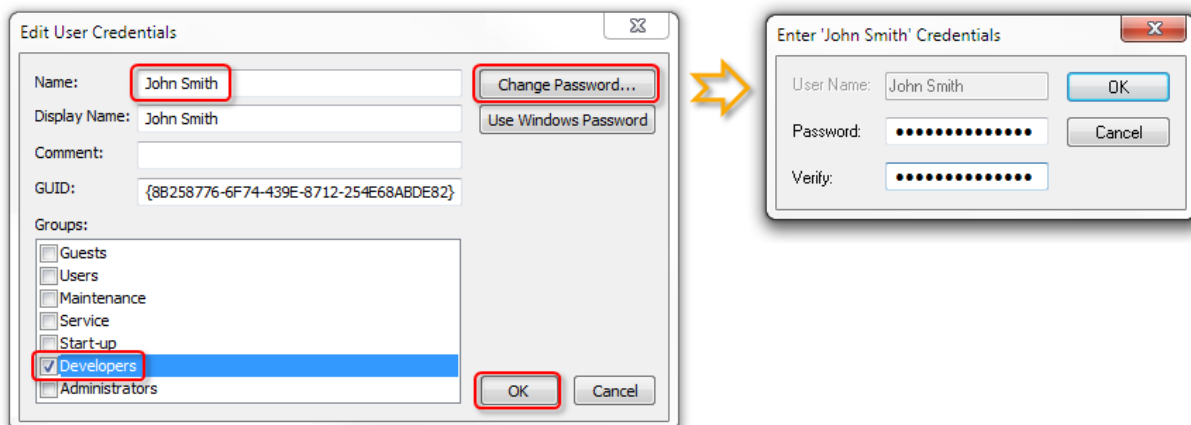 Edit User Credentials
Name: John Smith Change Password...
Display Name: John Smith Use Windows Password
Comment:
GUID: {8B258776-6F74-439E-8712-254E68ABDE82}
Groups:
Guests
Users
Maintenance
Service
Start-up
Developers
Administrators
OK Cancel
Enter 'John Smith' Credentials
User Name: John Smith OK
Password: ●●●●●●●●●●●●●● Cancel
Verify: ●●●●●●●●●●●●●●